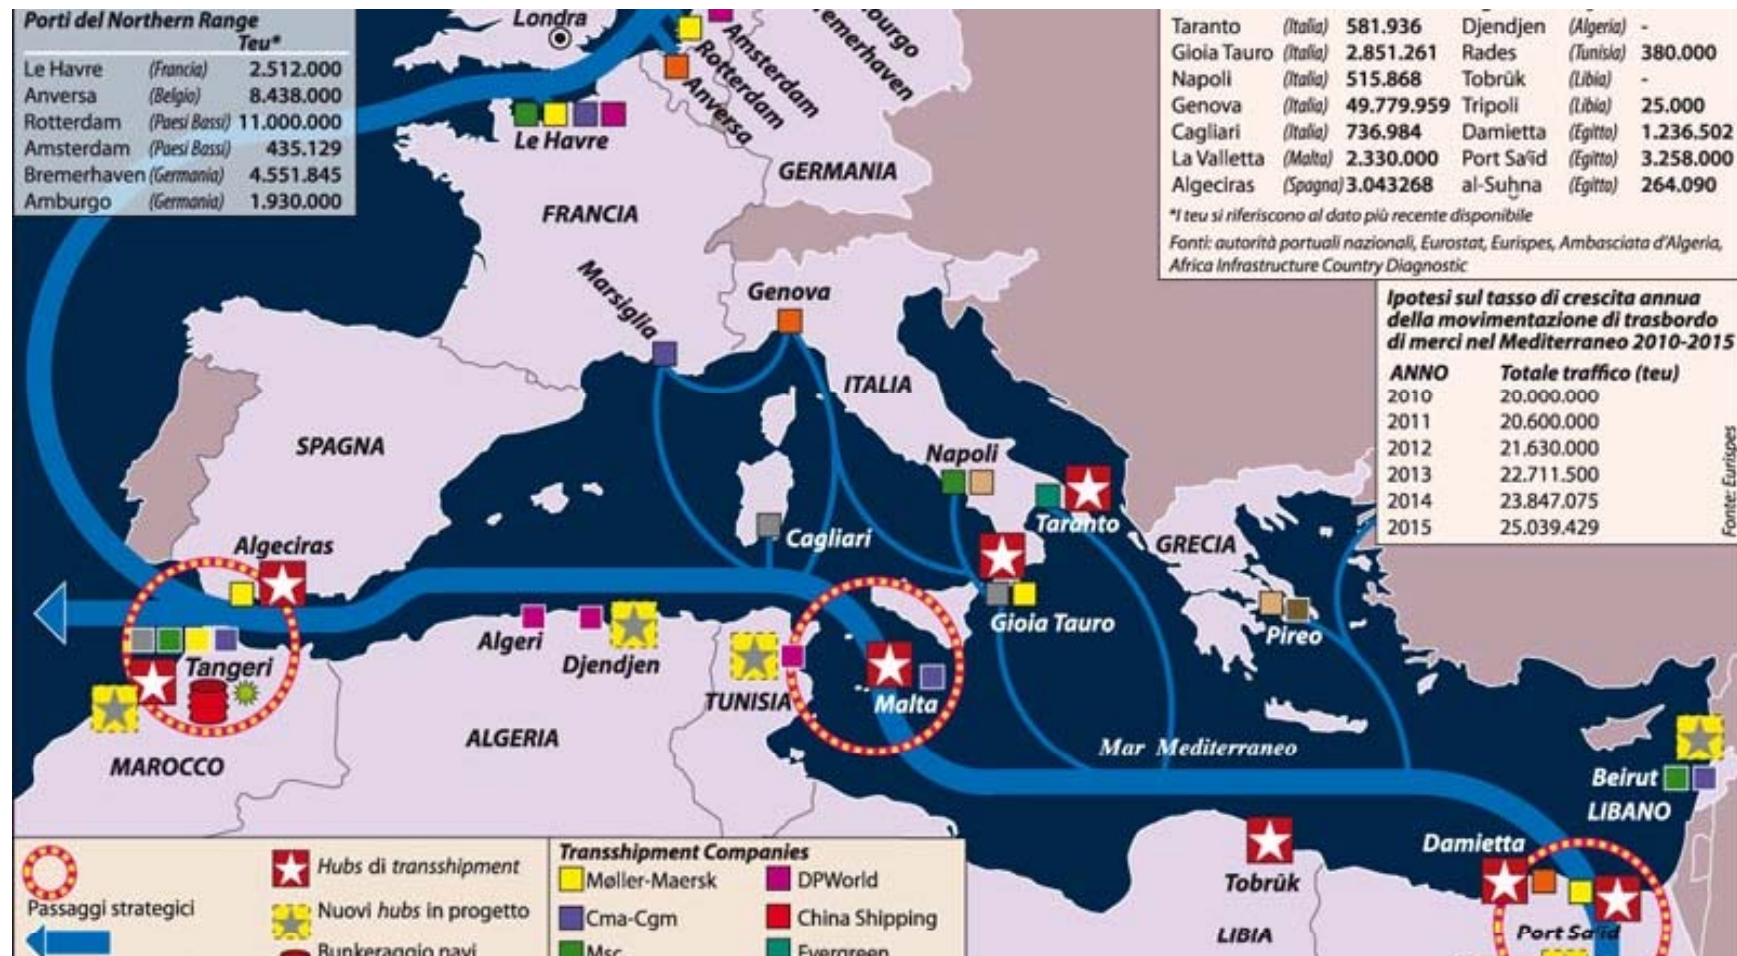 Porti del Northern Range
Teu*
Le Havre (Francia) 2.512.000
Anversa (Belgio) 8.438.000
Rotterdam (Paesi Bassi) 11.000.000
Amsterdam (Paesi Bassi) 435.129
Bremerhaven (Germania) 4.551.845
Amburgo (Germania) 1.930.000
Londra
Amsterdam
Rotterdam
Anversa
Le Havre
GERMANIA
FRANCIA
Taranto (Italia) 581.936 Djendjen (Algeria) -
Gioia Tauro (Italia) 2.851.261 Rades (Tunisia) 380.000
Napoli (Italia) 515.868 Tobrūk (Libia) -
Genova (Italia) 49.779.959 Tripoli (Libia) 25.000
Cagliari (Italia) 736.984 Damietta (Egitto) 1.236.502
La Valletta (Malta) 2.330.000 Port Sa'īd (Egitto) 3.258.000
Algeciras (Spagna) 3.043268 al-Suḫna (Egitto) 264.090
*I teu si riferiscono al dato più recente disponibile
Fonti: autorità portuali nazionali, Eurostat, Eurispes, Ambasciata d'Algeria,
Africa Infrastructure Country Diagnostic
Ipotesi sul tasso di crescita annua
della movimentazione di trasbordo
di merci nel Mediterraneo 2010-2015
ANNO Totale traffico (teu)
2010 20.000.000
2011 20.600.000
2012 21.630.000
2013 22.711.500
2014 23.847.075
2015 25.039.429
Fonte: Eurispes
Marsiglia
Genova
ITALIA
SPAGNA
Napoli
Taranto
Cagliari
GRECIA
Algeciras
Gioia Tauro
Pireo
Algeri
Djendjen
Tangeri
TUNISIA
Malta
ALGERIA
MAROCCO
Mar Mediterraneo
Beirut
LIBANO
Damietta
Tobrūk
LIBIA
Port Sa'īd
Passaggi strategici
Hubs di transshipment
Nuovi hubs in progetto
Bunkeraggio navi
Transshipment Companies
Møller-Maersk DPWorld
Cma-Cgm China Shipping
Msc Evergreen